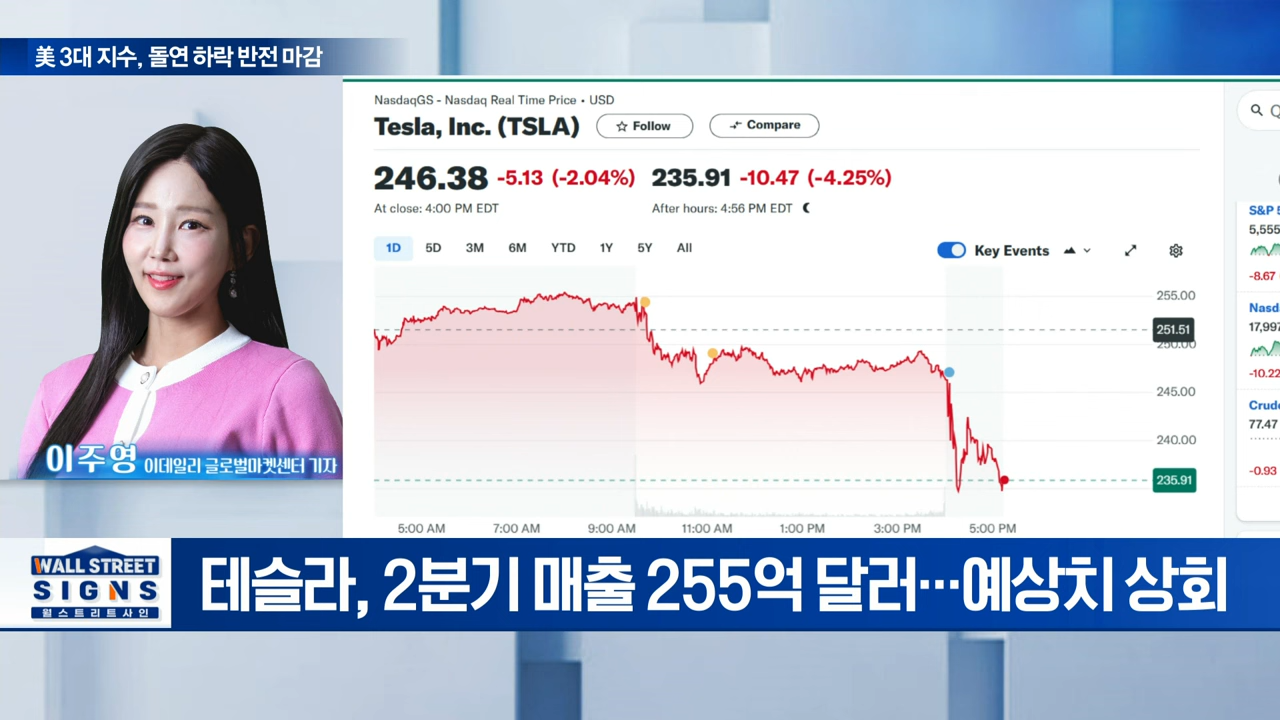 美 3대 지수, 돌연 하락 반전 마감
NasdaqGS - Nasdaq Real Time Price • USD
Tesla, Inc. (TSLA)
Follow
Compare
246.38 -5.13 (-2.04%)
At close: 4:00 PM EDT
235.91 -10.47 (-4.25%)
After hours: 4:56 PM EDT
1D 5D 3M 6M YTD 1Y 5Y All
Key Events
255.00
251.51
250.00
245.00
240.00
235.91
5:00 AM 7:00 AM 9:00 AM 11:00 AM 1:00 PM 3:00 PM 5:00 PM
S&P 5
5,555
-8.67
Nasd
17,997
-10.22
Crude
77.47
-0.93
이주영 이데일리 글로벌마켓센터 기자
WALL STREET
SIGNS
월스트리트사인
테슬라, 2분기 매출 255억 달러…예상치 상회